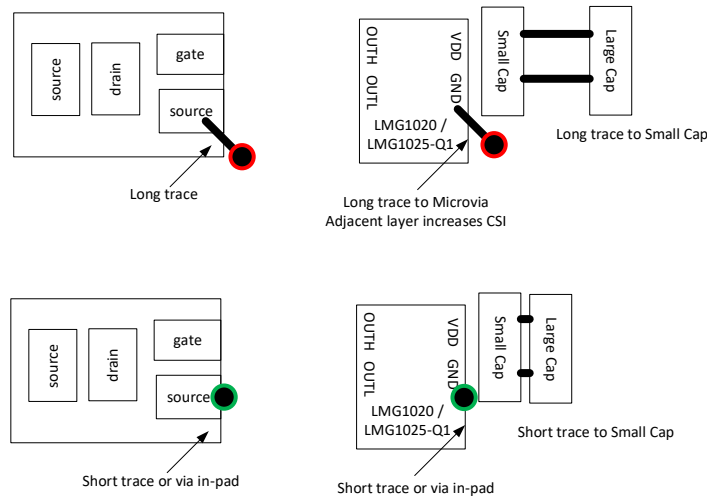 source
drain
gate
source
Long trace
OUTH OUTL
VDD GND
LMG1020 /
LMG1025-Q1
Small Cap
Large Cap
Long trace to Small Cap
Long trace to Microvia
Adjacent layer increases CSI
source
drain
gate
source
Short trace or via in-pad
OUTH OUTL
VDD GND
LMG1020 /
LMG1025-Q1
Small Cap
Large Cap
Short trace to Small Cap
Short trace or via in-pad